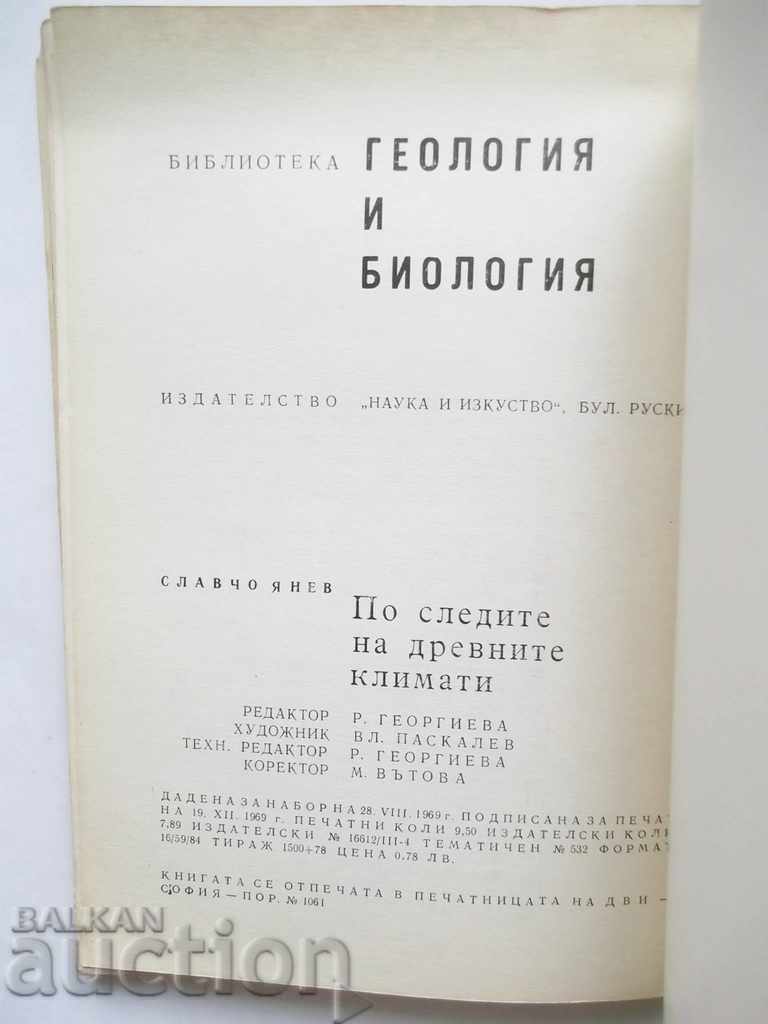 БИБЛИОТЕКА ГЕОЛОГИЯ
И
БИОЛОГИЯ
ИЗДАТЕЛСТВО „НАУКА И ИЗКУСТВО“, БУЛ. РУСКИ
СЛАВЧО ЯНЕВ
По следите
на древните
климати
РЕДАКТОР Р. ГЕОРГИЕВА
ХУДОЖНИК ВЛ. ПАСКАЛЕВ
ТЕХН. РЕДАКТОР Р. ГЕОРГИЕВА
КОРЕКТОР М. ВЪТОВА
ДАДЕНА ЗА НАБОР НА 28. VIII. 1969 г. ПОДПИСАНА ЗА ПЕЧАТ
НА 19. XII. 1969 г. ПЕЧАТНИ КОЛИ 9,50 ИЗДАТЕЛСКИ КОЛИ
7,89 ИЗДАТЕЛСКИ № 16612/III-4 ТЕМАТИЧЕН № 532 ФОРМАТ
16/59/84 ТИРАЖ 1500+78 ЦЕНА 0,78 ЛВ.
КНИГАТА СЕ ОТПЕЧАТА В ПЕЧАТНИЦАТА НА ДВИ —
СОФИЯ — ПОР. № 1061
BALKAN
auction